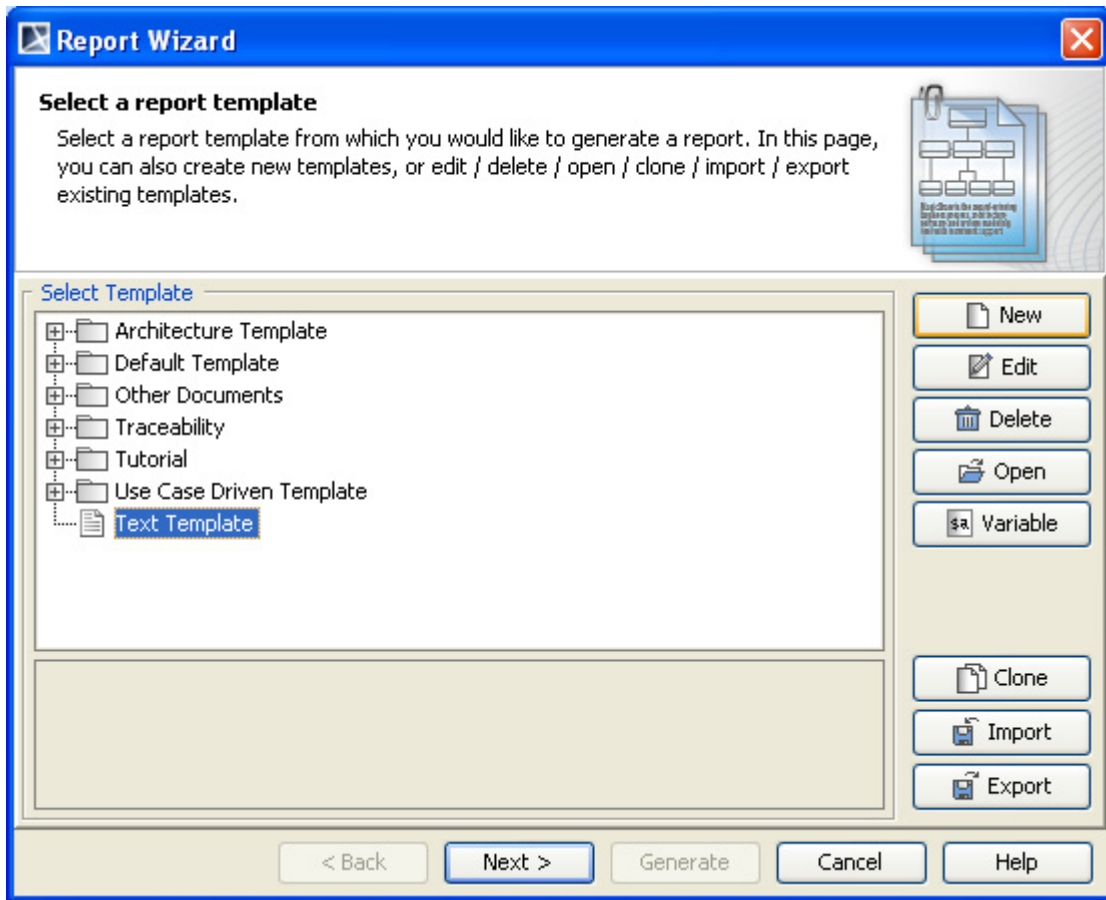 Report Wizard
Select a report template
Select a report template from which you would like to generate a report. In this page,
you can also create new templates, or edit / delete / open / clone / import / export
existing templates.
Select Template
Architecture Template
Default Template
Other Documents
Traceability
Tutorial
Use Case Driven Template
Text Template
New
Edit
Delete
Open
$a Variable
Clone
Import
Export
< Back
Next >
Generate
Cancel
Help